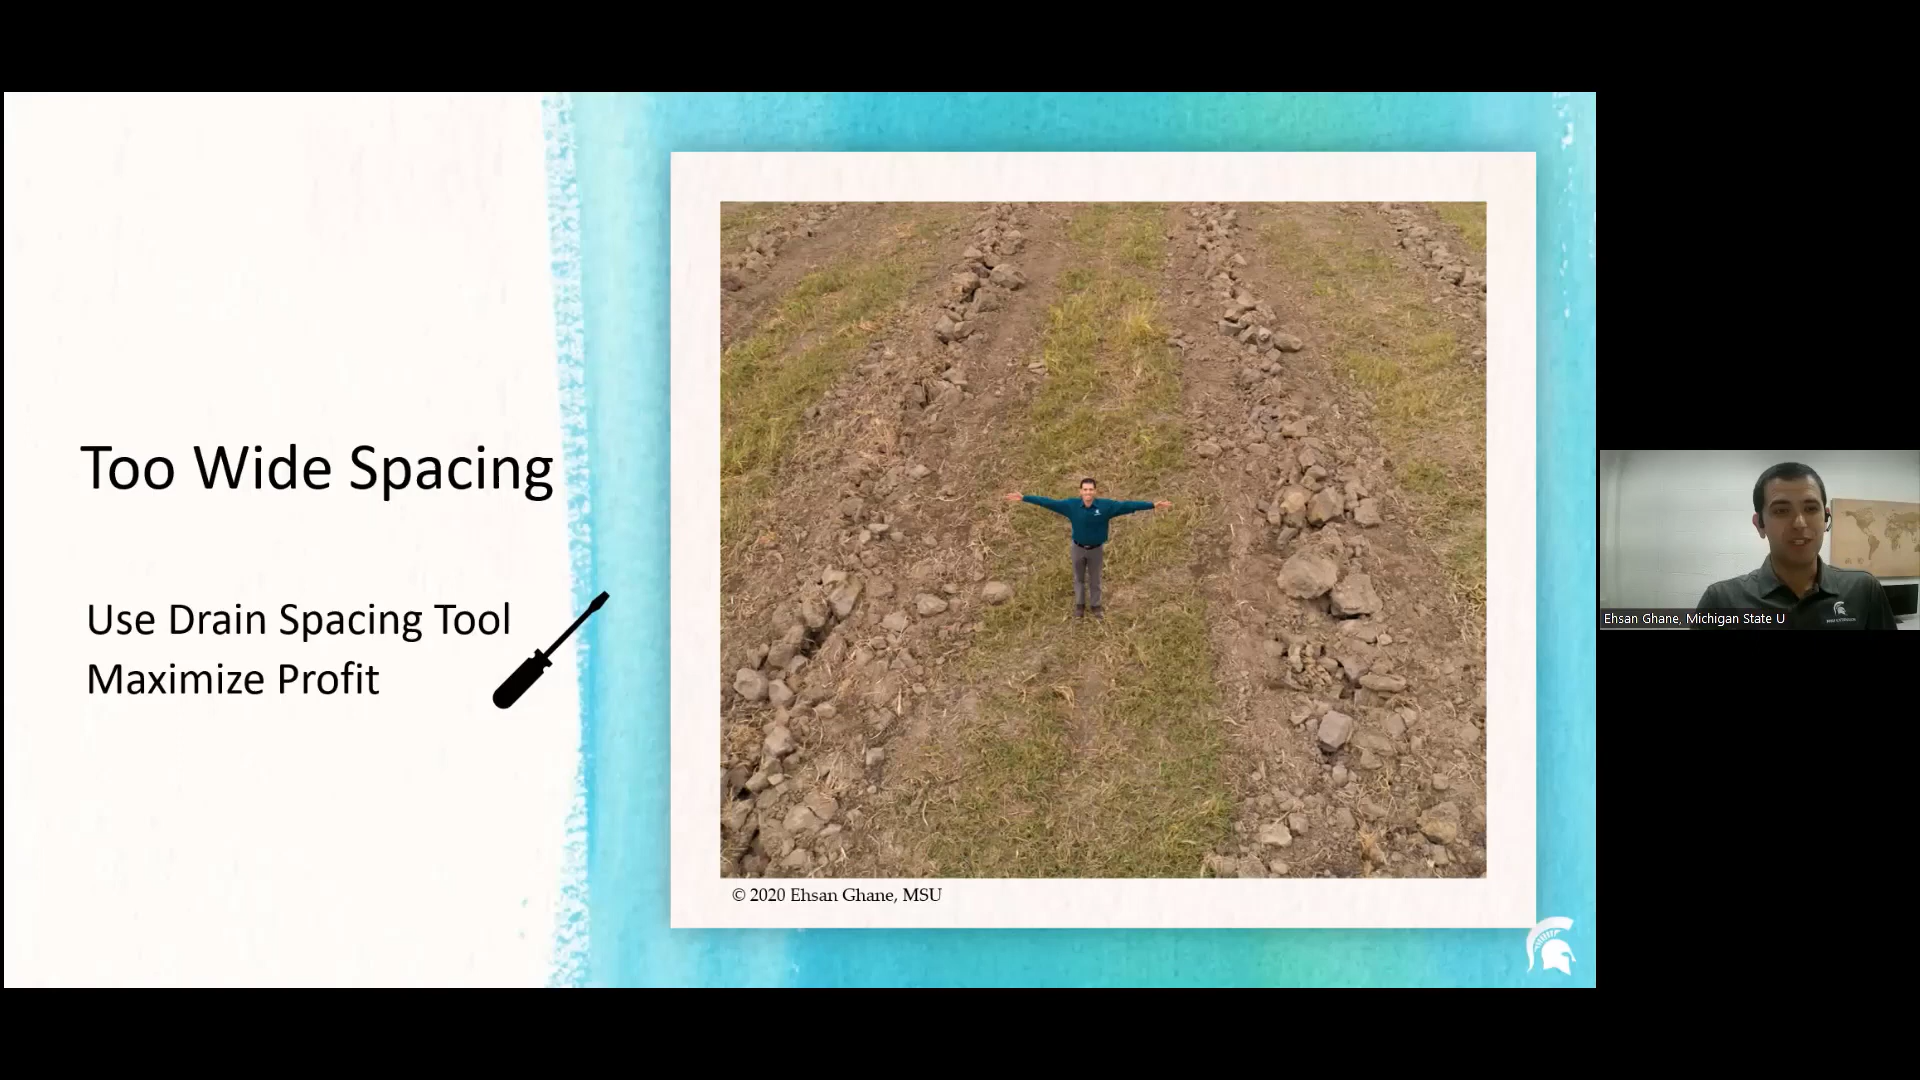 Too Wide Spacing
Use Drain Spacing Tool
Maximize Profit
© 2020 Ehsan Ghane, MSU
Ehsan Ghane, Michigan State U